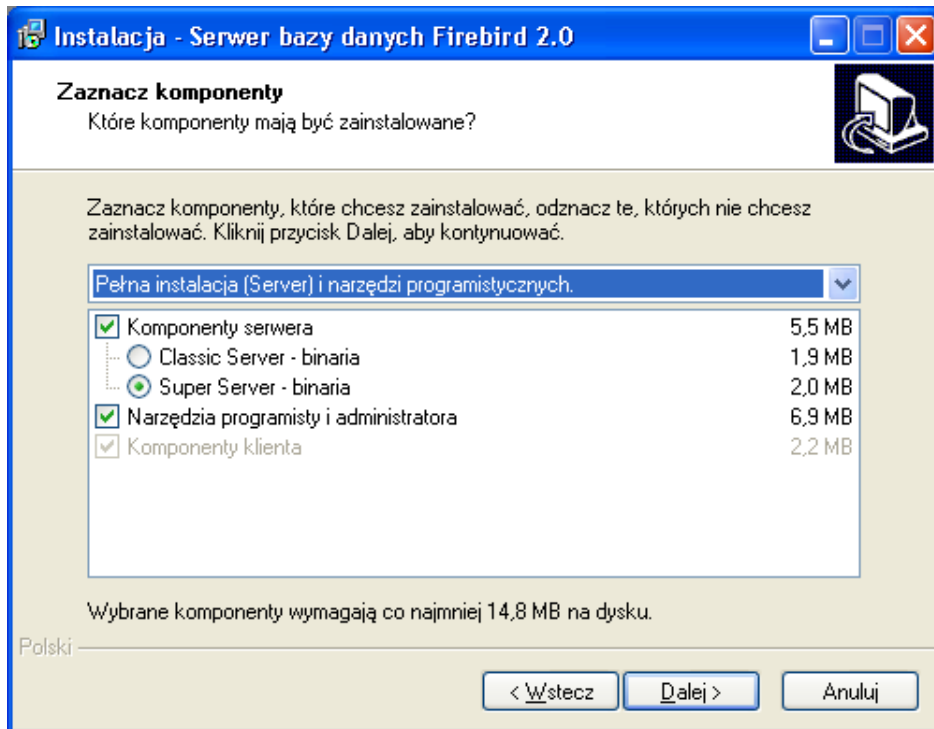 Instalacja - Serwer bazy danych Firebird 2.0
Zaznacz komponenty
Które komponenty mają być zainstalowane?
Zaznacz komponenty, które chcesz zainstalować, odznacz te, których nie chcesz
zainstalować. Kliknij przycisk Dalej, aby kontynuować.
Pełna instalacja (Server) i narzędzi programistycznych.
Komponenty serwera 5,5 MB
Classic Server - binaria 1,9 MB
Super Server - binaria 2,0 MB
Narzędzia programisty i administratora 6,9 MB
Komponenty klienta 2,2 MB
Wybrane komponenty wymagają co najmniej 14,8 MB na dysku.
Polski
< Wstecz Dalej > Anuluj